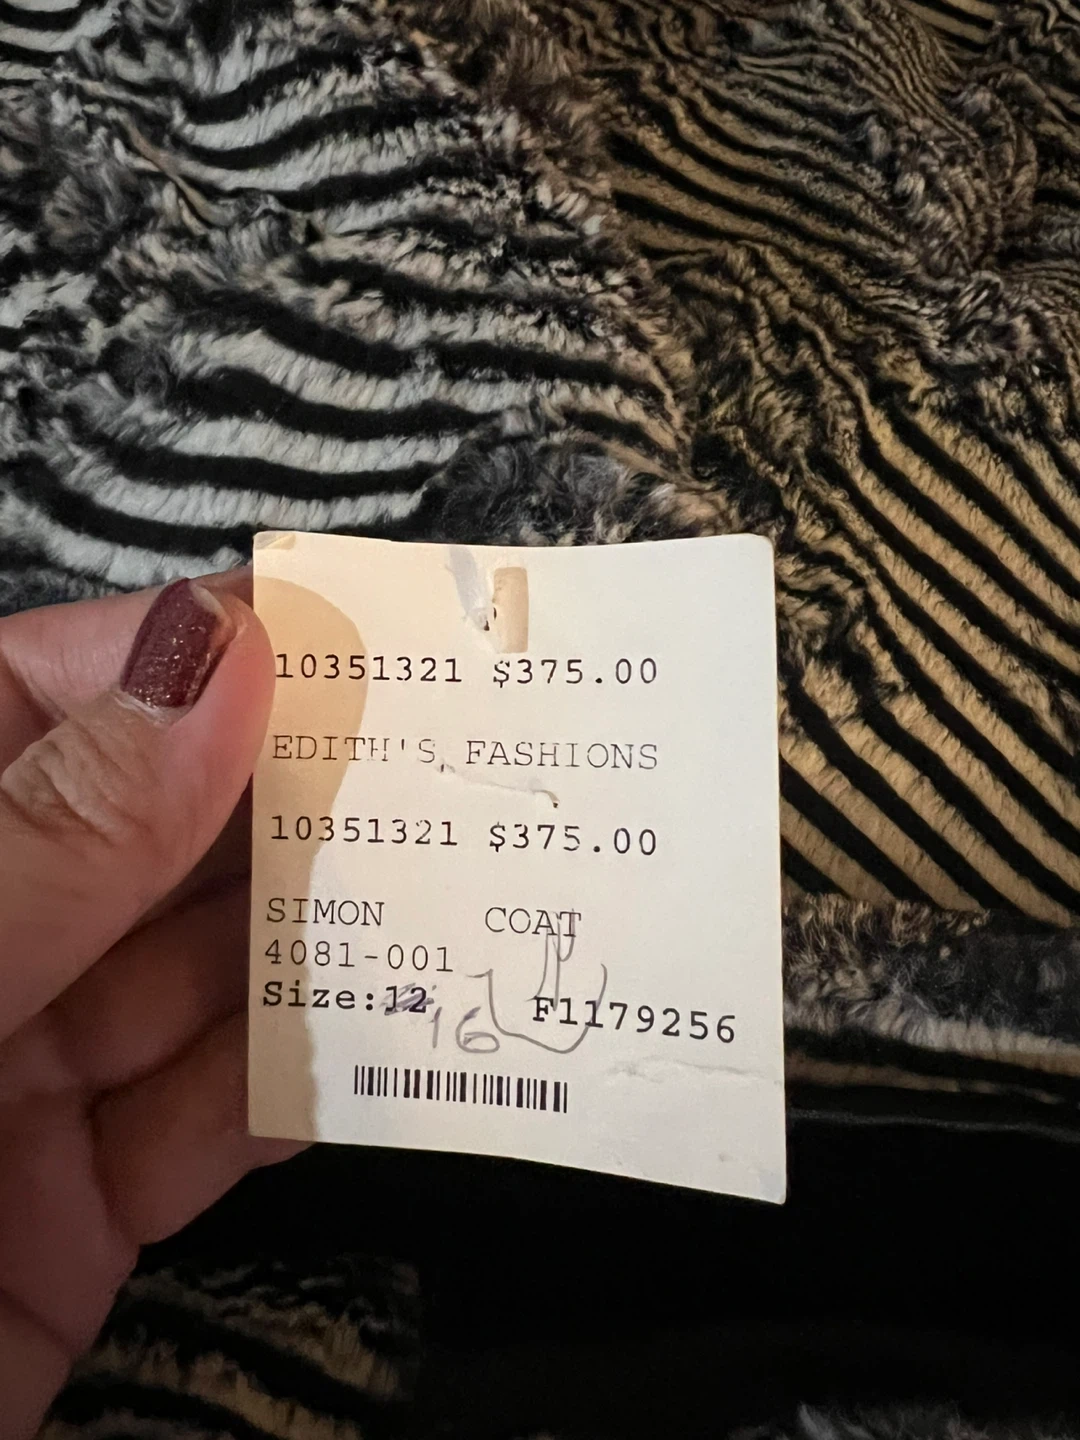 10351321 $375.00
EDITH'S FASHIONS
10351321 $375.00
SIMON COAT
4081-001
Size:12 16 F1179256